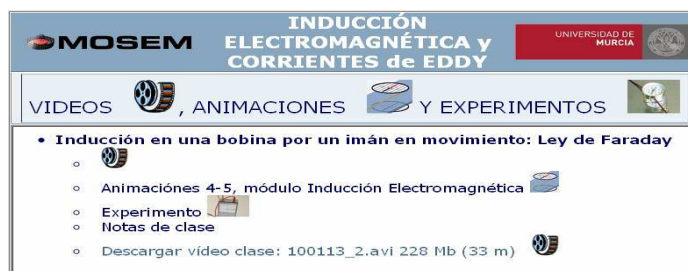 MOSEM
INDUCCIÓN
ELECTROMAGNÉTICA y
CORRIENTES de EDDY
UNIVERSIDAD DE
MURCIA
VIDEOS , ANIMACIONES Y EXPERIMENTOS
• Inducción en una bobina por un imán en movimiento: Ley de Faraday
Animaciónes 4-5, módulo Inducción Electromagnética
Experimento
Notas de clase
Descargar vídeo clase: 100113_2.avi 228 Mb (33 m)